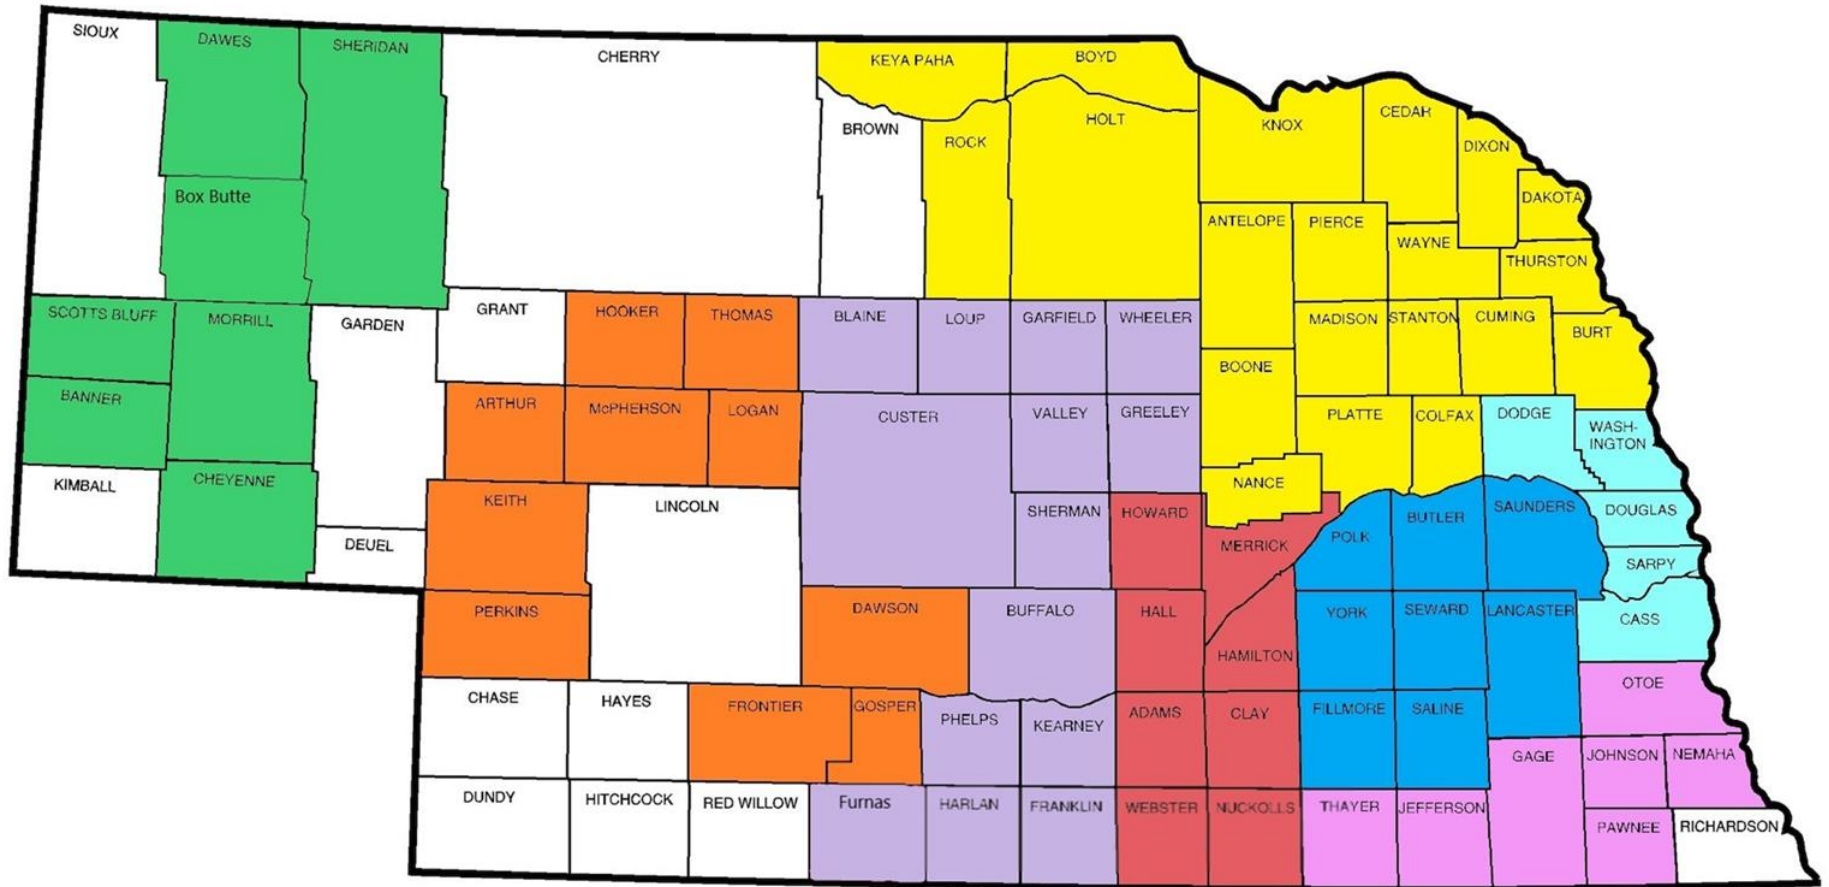 SIOUX
DAWES
SHERIDAN
CHERRY
KEYA PAHA
BOYD
BROWN
ROCK
HOLT
KNOX
CEDAR
DIXON
DAKOTA
Box Butte
ANTELOPE
PIERCE
WAYNE
THURSTON
SCOTTS BLUFF
MORRILL
GARDEN
GRANT
HOOKER
THOMAS
BLAINE
LOUP
GARFIELD
WHEELER
MADISON
STANTON
CUMING
BURT
BOONE
BANNER
ARTHUR
McPHERSON
LOGAN
CUSTER
VALLEY
GREELEY
PLATTE
COLFAX
DODGE
WASH-
INGTON
KIMBALL
CHEYENNE
KEITH
LINCOLN
NANCE
SHERMAN
HOWARD
MERRICK
POLK
BUTLER
SAUNDERS
DOUGLAS
DEUEL
SARPY
PERKINS
DAWSON
BUFFALO
HALL
HAMILTON
YORK
SEWARD
LANCASTER
CASS
CHASE
HAYES
FRONTIER
GOSPER
PHELPS
KEARNEY
ADAMS
CLAY
FILLMORE
SALINE
OTOE
GAGE
JOHNSON
NEMAHA
DUNDY
HITCHCOCK
RED WILLOW
Furnas
HARLAN
FRANKLIN
WEBSTER
NUCKOLLS
THAYER
JEFFERSON
PAWNEE
RICHARDSON